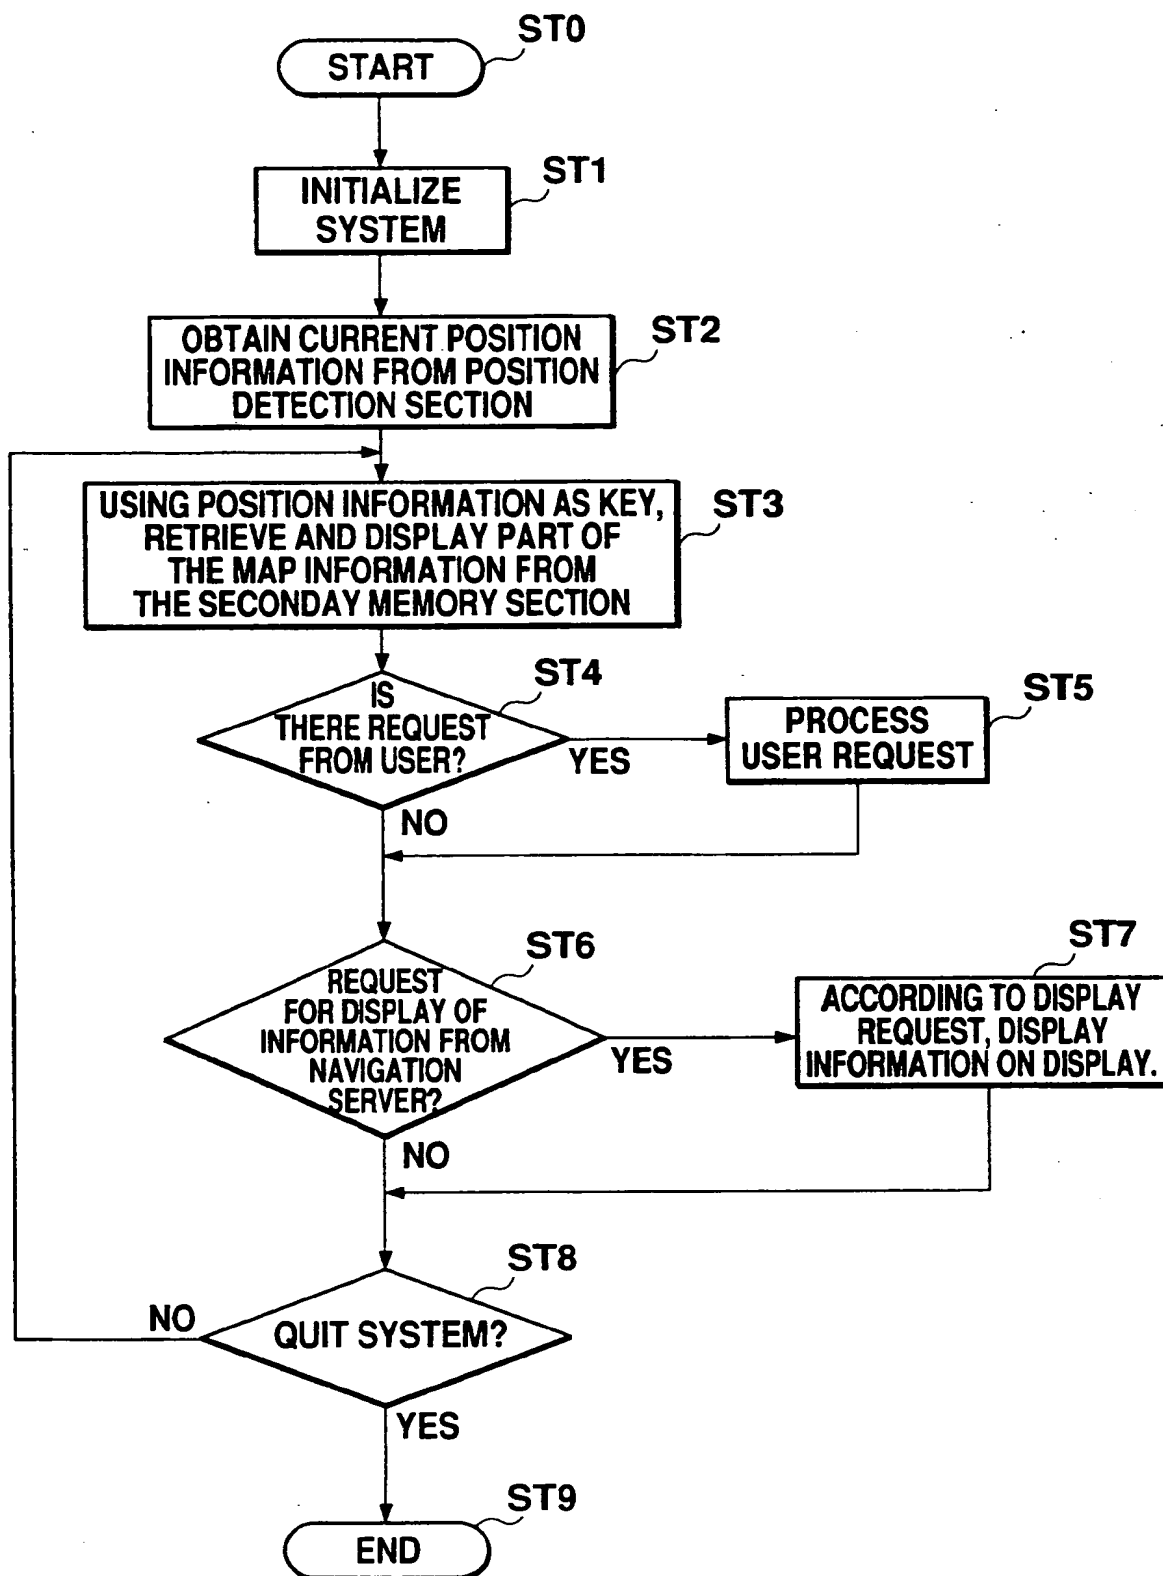 ST0
START
ST1
INITIALIZE
SYSTEM
ST2
OBTAIN CURRENT POSITION
INFORMATION FROM POSITION
DETECTION SECTION
ST3
USING POSITION INFORMATION AS KEY,
RETRIEVE AND DISPLAY PART OF
THE MAP INFORMATION FROM
THE SECONDAY MEMORY SECTION
ST4
IS
THERE REQUEST
FROM USER?
YES
NO
ST5
PROCESS
USER REQUEST
ST6
REQUEST
FOR DISPLAY OF
INFORMATION FROM
NAVIGATION
SERVER?
YES
NO
ST7
ACCORDING TO DISPLAY
REQUEST, DISPLAY
INFORMATION ON DISPLAY.
ST8
QUIT SYSTEM?
NO
YES
ST9
END